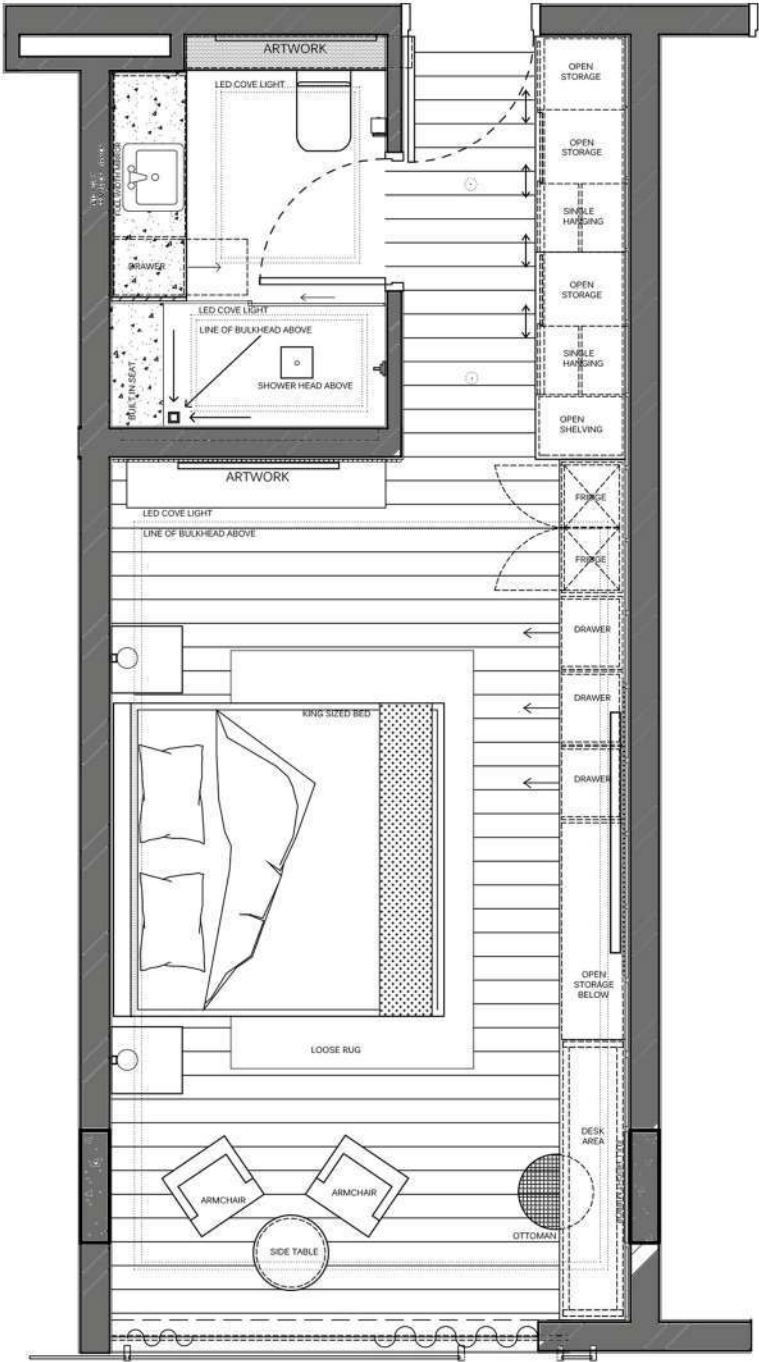 ARTWORK
LED COVE LIGHT
OPEN
STORAGE
OPEN
STORAGE
FULL WIDTH MIRROR
SINGLE
HANGING
DRAWER
OPEN
STORAGE
LED COVE LIGHT
LINE OF BULKHEAD ABOVE
SINGLE
HANGING
SHOWER HEAD ABOVE
BUILT IN SEAT
OPEN
SHELVING
ARTWORK
FRIDGE
LED COVE LIGHT
LINE OF BULKHEAD ABOVE
FRIDGE
DRAWER
DRAWER
KING SIZED BED
DRAWER
OPEN
STORAGE
BELOW
LOOSE RUG
DESK
AREA
ARMCHAIR
ARMCHAIR
OTTOMAN
SIDE TABLE